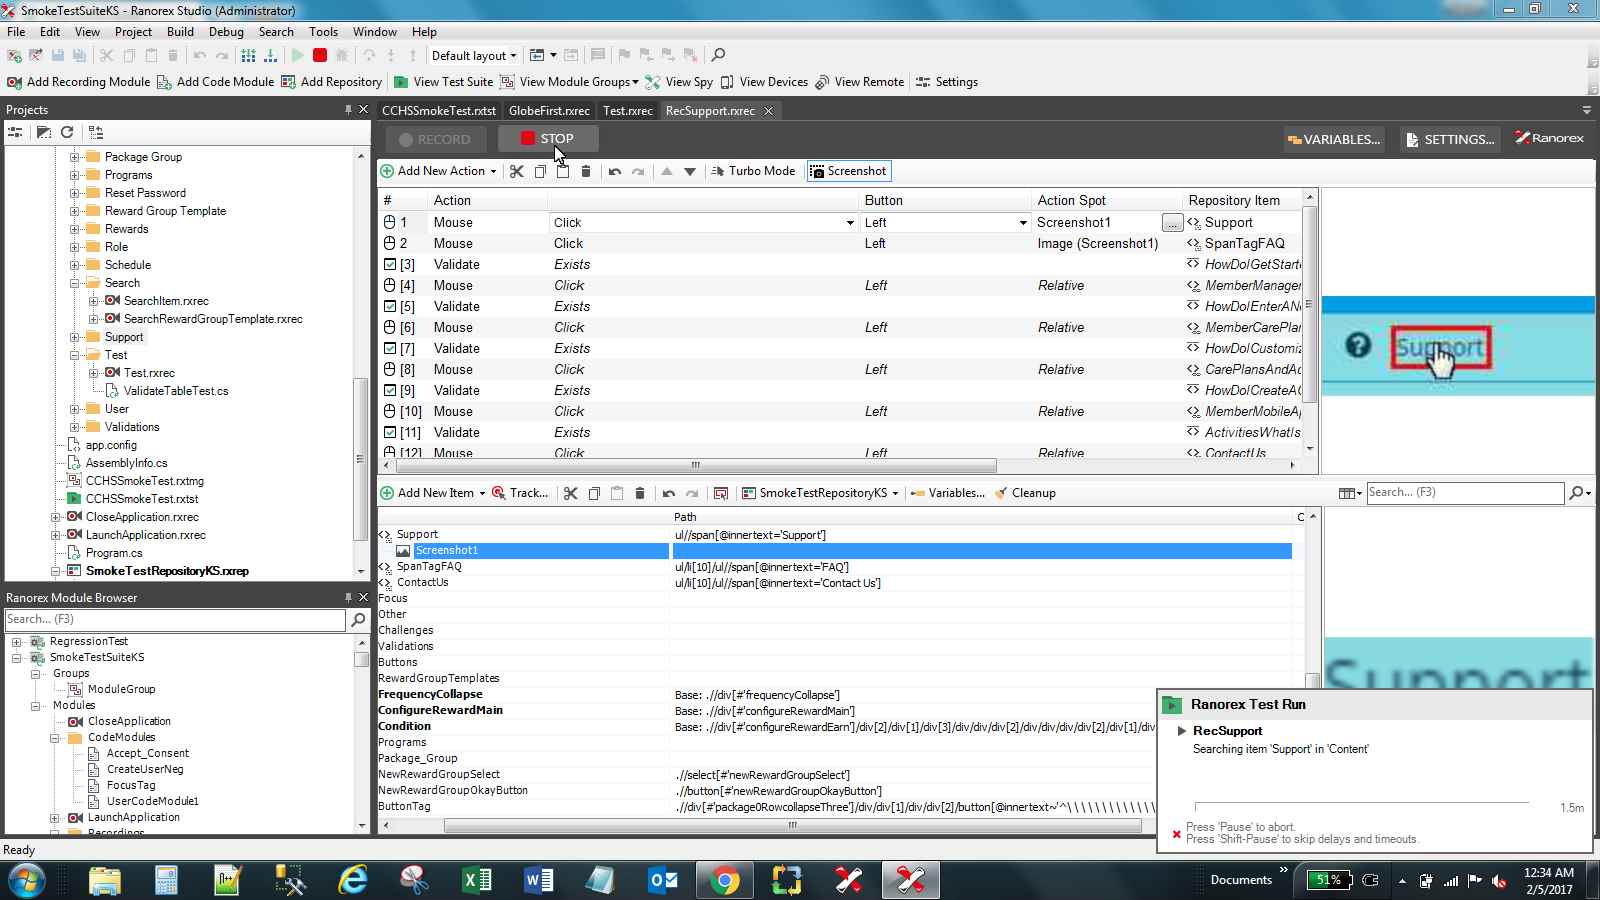 SmokeTestSuiteKS - Ranorex Studio (Administrator)
File Edit View Project Build Debug Search Tools Window Help
Default layout
Add Recording Module Add Code Module Add Repository View Test Suite View Module Groups View Spy View Devices View Remote Settings
Projects
Package Group
Programs
Reset Password
Reward Group Template
Rewards
Role
Schedule
Search
SearchItem.rxrec
SearchRewardGroupTemplate.rxrec
Support
Test
Test.rxrec
ValidateTableTest.cs
User
Validations
app.config
AssemblyInfo.cs
CCHSSmokeTest.rxtmg
CCHSSmokeTest.rxtst
CloseApplication.rxrec
LaunchApplication.rxrec
Program.cs
SmokeTestRepositoryKS.rxrep
Ranorex Module Browser
Search... (F3)
RegressionTest
SmokeTestSuiteKS
Groups
ModuleGroup
Modules
CloseApplication
CodeModules
Accept_Consent
CreateUserNeg
FocusTag
UserCodeModule1
LaunchApplication
Recordings
CCHSSmokeTest.rxtst GlobeFirst.rxrec Test.rxrec RecSupport.rxrec
RECORD STOP VARIABLES... SETTINGS... Ranorex
Add New Action Turbo Mode Screenshot
# Action Button Action Spot Repository Item
1 Mouse Click Left Screenshot1 ... Support
2 Mouse Click Left Image (Screenshot1) SpanTagFAQ
[3] Validate Exists HowDoIGetStart
[4] Mouse Click Left Relative MemberManager
[5] Validate Exists HowDoIEnterANe
[6] Mouse Click Left Relative MemberCarePlan
[7] Validate Exists HowDoICustomiz
[8] Mouse Click Left Relative CarePlansAndAc
[9] Validate Exists HowDoICreateAC
[10] Mouse Click Left Relative MemberMobileAp
[11] Validate Exists ActivitiesWhatIs
[12] Mouse Click Left Relative ContactUs
Support
Add New Item Track... SmokeTestRepositoryKS Variables... Cleanup Search... (F3)
Path C
Support ul//span[@innertext='Support']
Screenshot1
SpanTagFAQ ul/li[10]/ul//span[@innertext='FAQ']
ContactUs ul/li[10]/ul//span[@innertext='Contact Us']
Focus
Other
Challenges
Validations
Buttons
RewardGroupTemplates
FrequencyCollapse Base: .//div[#'frequencyCollapse']
ConfigureRewardMain Base: .//div[#'configureRewardMain']
Condition Base: .//div[#'configureRewardEarn']/div[2]/div[1]/div[3]/div/div/div[2]/div/div/div/div[2]/div[1]/div
Programs
Package_Group
NewRewardGroupSelect .//select[#'newRewardGroupSelect']
NewRewardGroupOkayButton .//button[#'newRewardGroupOkayButton']
ButtonTag .//div[#'package0RowcollapseThree']/div/div[1]/div/div[2]/button[@innertext~'^\\\\\\\\\\\\\
Support
Ranorex Test Run
RecSupport
Searching item 'Support' in 'Content'
1.5m
Press 'Pause' to abort.
Press 'Shift-Pause' to skip delays and timeouts.
Ready
Documents 51% 12:34 AM
2/5/2017